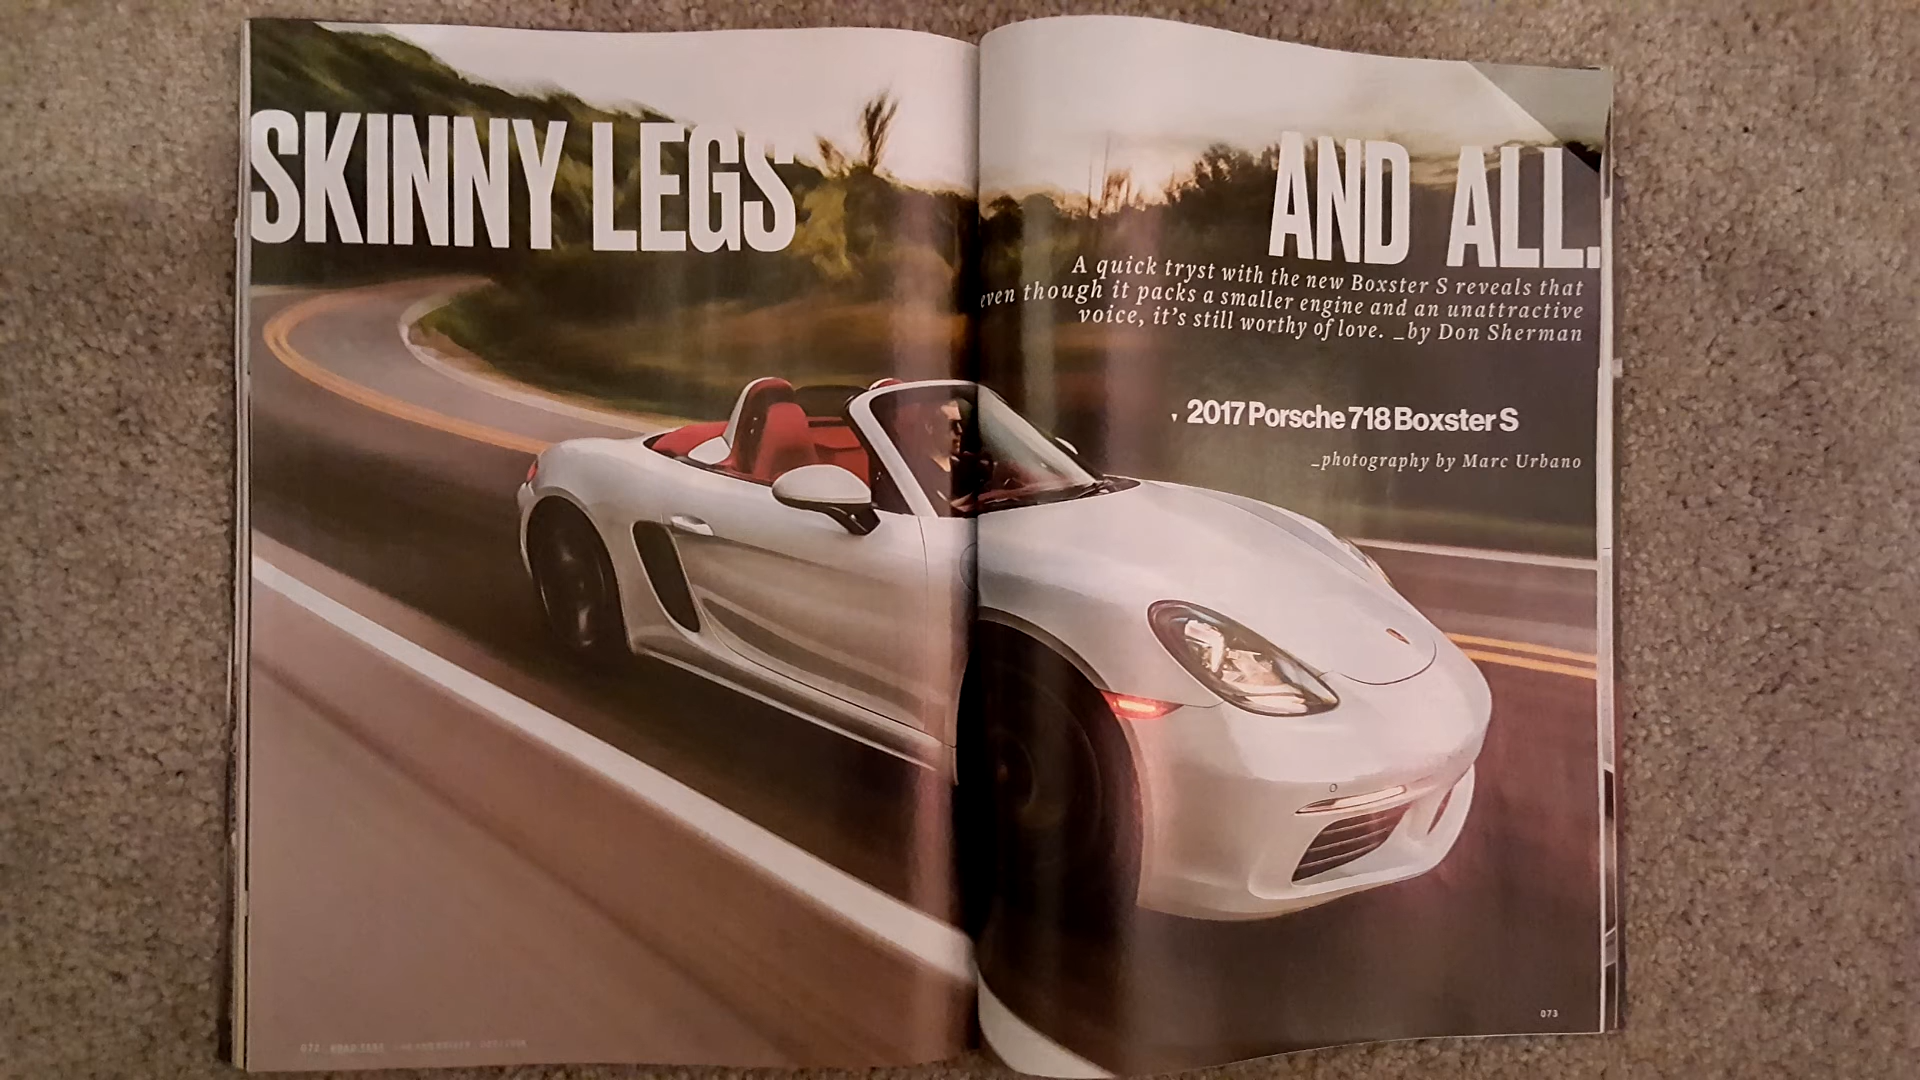 SKINNY LEGS AND ALL.
A quick tryst with the new Boxster S reveals that
even though it packs a smaller engine and an unattractive
voice, it's still worthy of love. _by Don Sherman
2017 Porsche 718 Boxster S
_photography by Marc Urbano
072
073